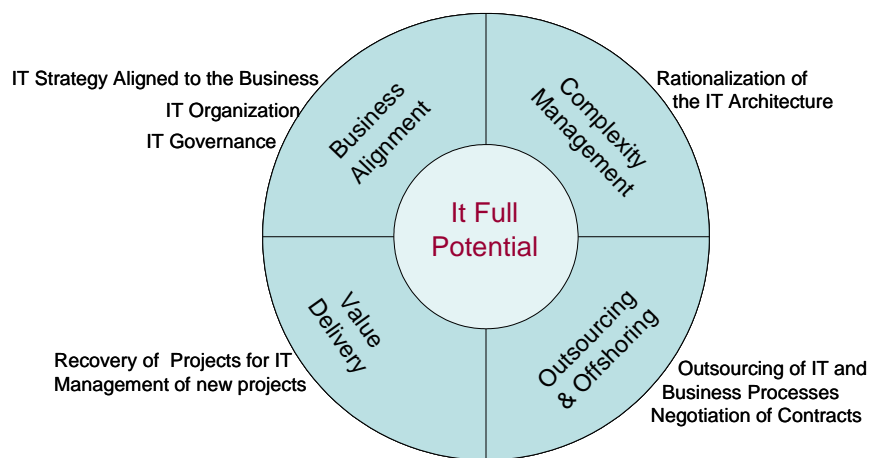 IT Strategy Aligned to the Business
IT Organization
IT Governance
Business
Alignment
Complexity
Management
Rationalization of
the IT Architecture
It Full
Potential
Value
Delivery
Recovery of Projects for IT
Management of new projects
Outsourcing
& Offshoring
Outsourcing of IT and
Business Processes
Negotiation of Contracts